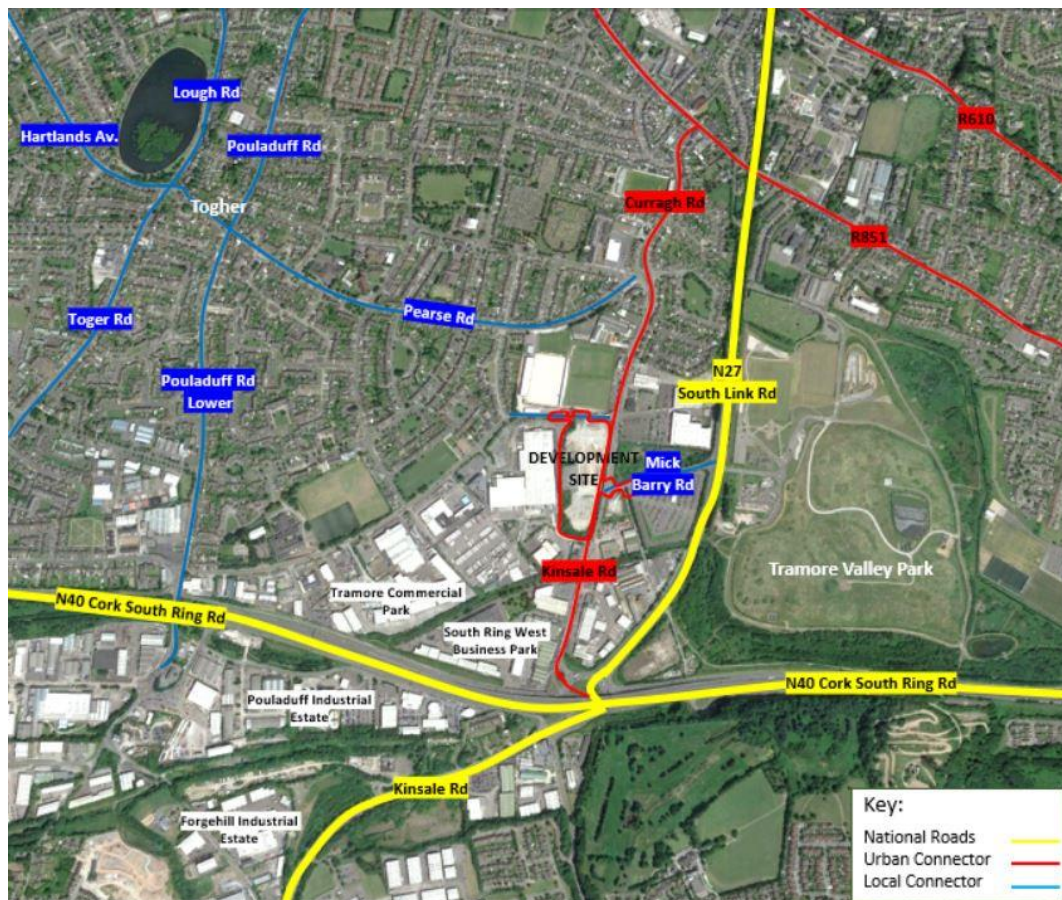 Lough Rd
Hartlands Av.
Pouladuff Rd
Togher
R610
Curragh Rd
R851
Toger Rd
Pearse Rd
Pouladuff Rd
Lower
N27
South Link Rd
DEVELOPMENT
SITE
Mick
Barry Rd
Kinsale Rd
Tramore Valley Park
N40 Cork South Ring Rd
Tramore Commercial
Park
South Ring West
Business Park
N40 Cork South Ring Rd
Pouladuff Industrial
Estate
Kinsale Rd
Forgehill Industrial
Estate
Key:
National Roads
Urban Connector
Local Connector